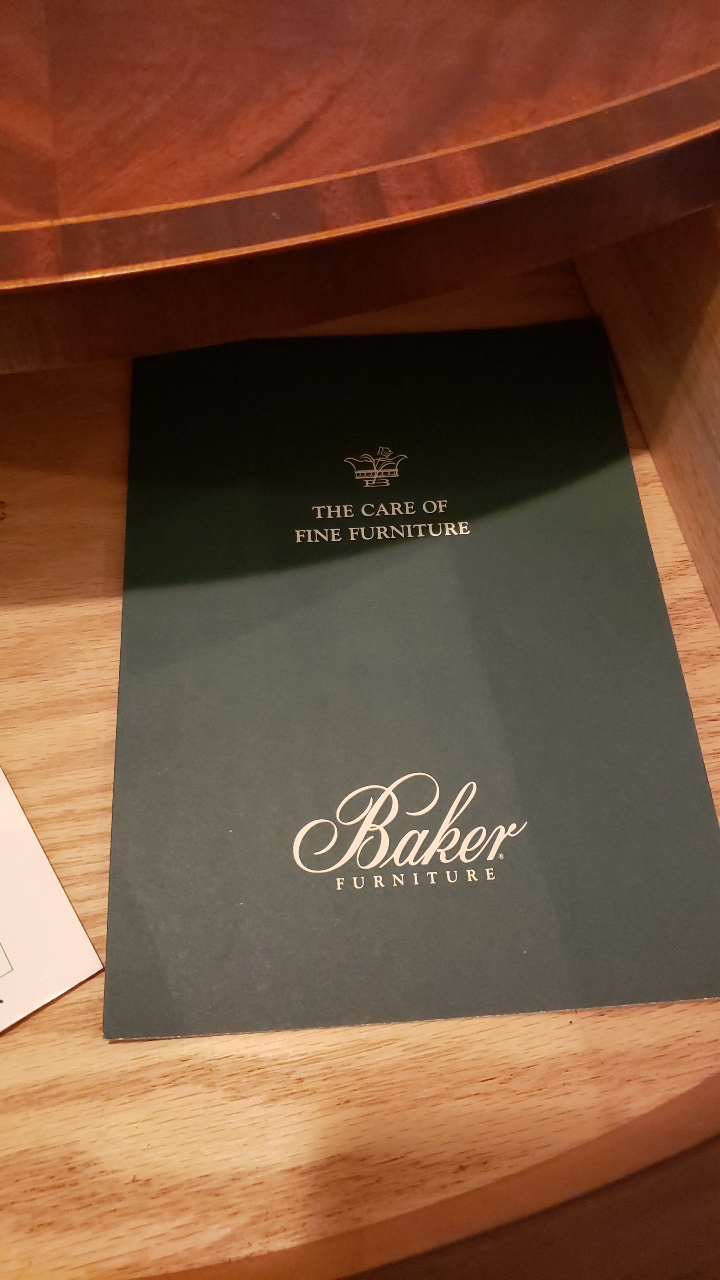 B
THE CARE OF
FINE FURNITURE
Baker®
FURNITURE